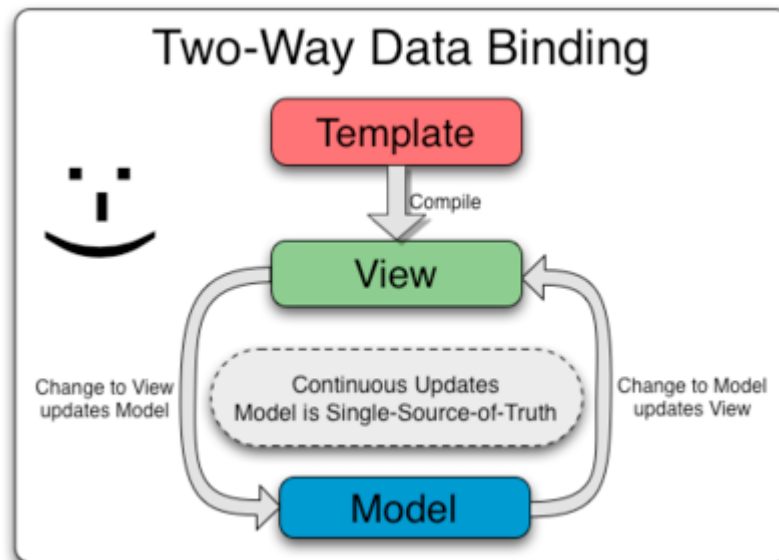 Two-Way Data Binding
Template
Compile
View
Change to View
updates Model
Continuous Updates
Model is Single-Source-of-Truth
Change to Model
updates View
Model